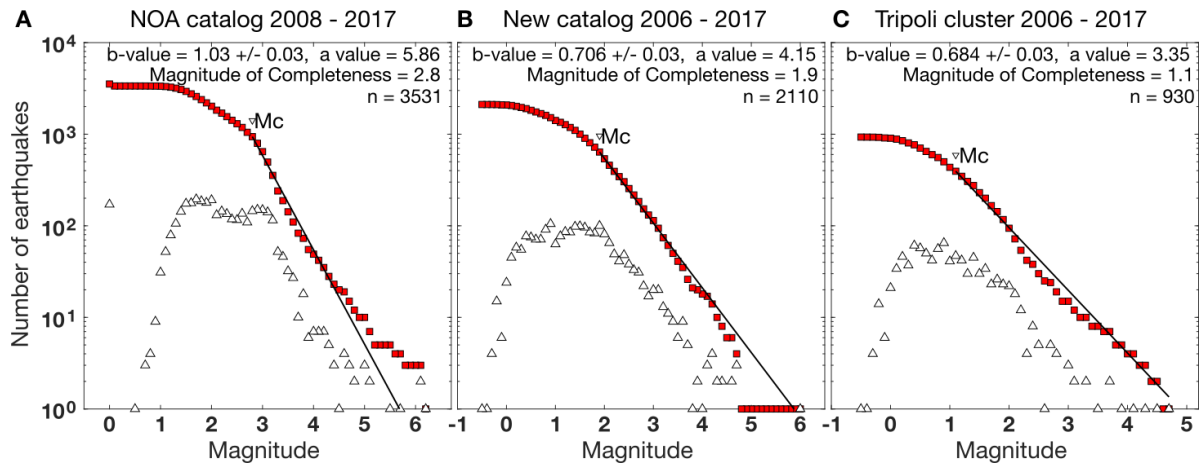 A NOA catalog 2008 - 2017
b-value = 1.03 +/- 0.03, a value = 5.86
Magnitude of Completeness = 2.8
n = 3531
Mc
Number of earthquakes
10^4
10^3
10^2
10^1
10^0
0 1 2 3 4 5 6
Magnitude
B New catalog 2006 - 2017
b-value = 0.706 +/- 0.03, a value = 4.15
Magnitude of Completeness = 1.9
n = 2110
Mc
-1 0 1 2 3 4 5 6
Magnitude
C Tripoli cluster 2006 - 2017
b-value = 0.684 +/- 0.03, a value = 3.35
Magnitude of Completeness = 1.1
n = 930
Mc
-1 0 1 2 3 4 5
Magnitude